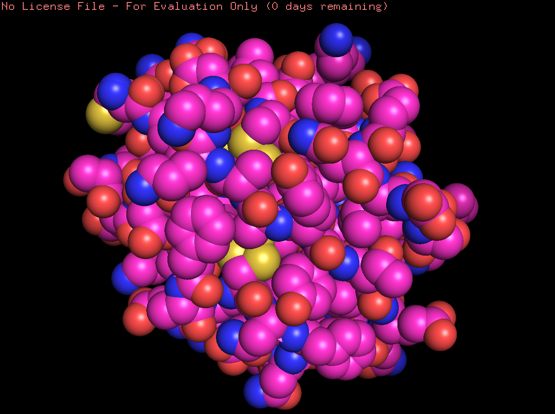 No License File - For Evaluation Only (0 days remaining)